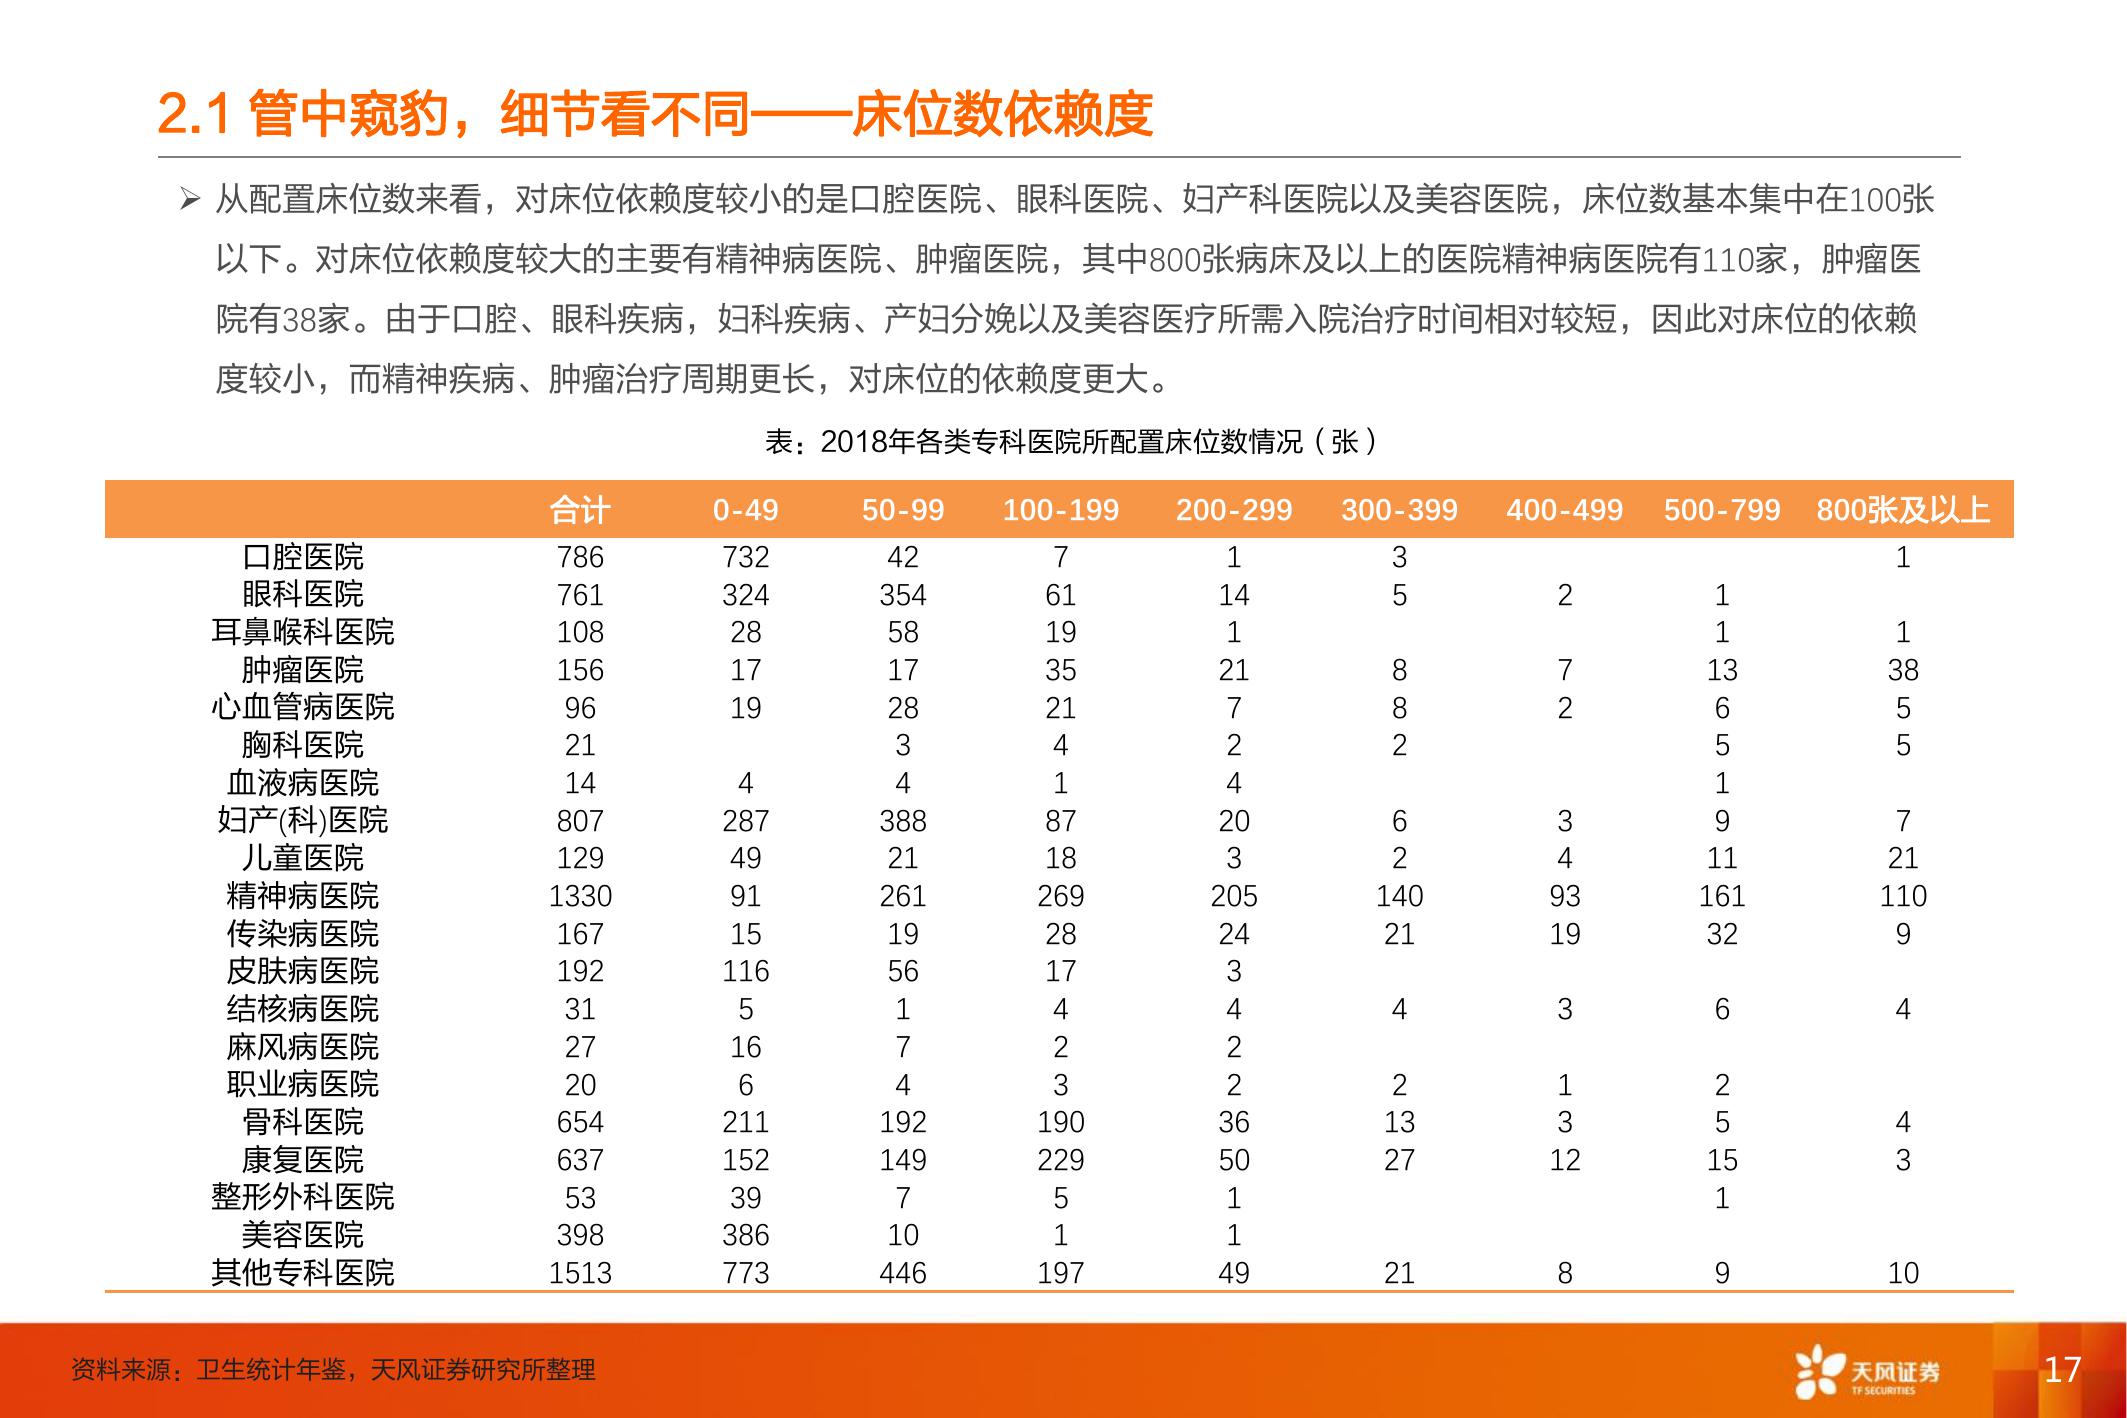 2.1 管中窥豹，细节看不同——床位数依赖度
➢ 从配置床位数来看，对床位依赖度较小的是口腔医院、眼科医院、妇产科医院以及美容医院，床位数基本集中在100张
以下。对床位依赖度较大的主要有精神病医院、肿瘤医院，其中800张病床及以上的医院精神病医院有110家，肿瘤医
院有38家。由于口腔、眼科疾病，妇科疾病、产妇分娩以及美容医疗所需入院治疗时间相对较短，因此对床位的依赖
度较小，而精神疾病、肿瘤治疗周期更长，对床位的依赖度更大。
表：2018年各类专科医院所配置床位数情况（张）
合计 0-49 50-99 100-199 200-299 300-399 400-499 500-799 800张及以上
口腔医院 786 732 42 7 1 3 1
眼科医院 761 324 354 61 14 5 2 1
耳鼻喉科医院 108 28 58 19 1 1 1
肿瘤医院 156 17 17 35 21 8 7 13 38
心血管病医院 96 19 28 21 7 8 2 6 5
胸科医院 21 3 4 2 2 5 5
血液病医院 14 4 4 1 4 1
妇产(科)医院 807 287 388 87 20 6 3 9 7
儿童医院 129 49 21 18 3 2 4 11 21
精神病医院 1330 91 261 269 205 140 93 161 110
传染病医院 167 15 19 28 24 21 19 32 9
皮肤病医院 192 116 56 17 3
结核病医院 31 5 1 4 4 4 3 6 4
麻风病医院 27 16 7 2 2
职业病医院 20 6 4 3 2 2 1 2
骨科医院 654 211 192 190 36 13 3 5 4
康复医院 637 152 149 229 50 27 12 15 3
整形外科医院 53 39 7 5 1 1
美容医院 398 386 10 1 1
其他专科医院 1513 773 446 197 49 21 8 9 10
资料来源：卫生统计年鉴，天风证券研究所整理
天风证券
TF SECURITIES
17